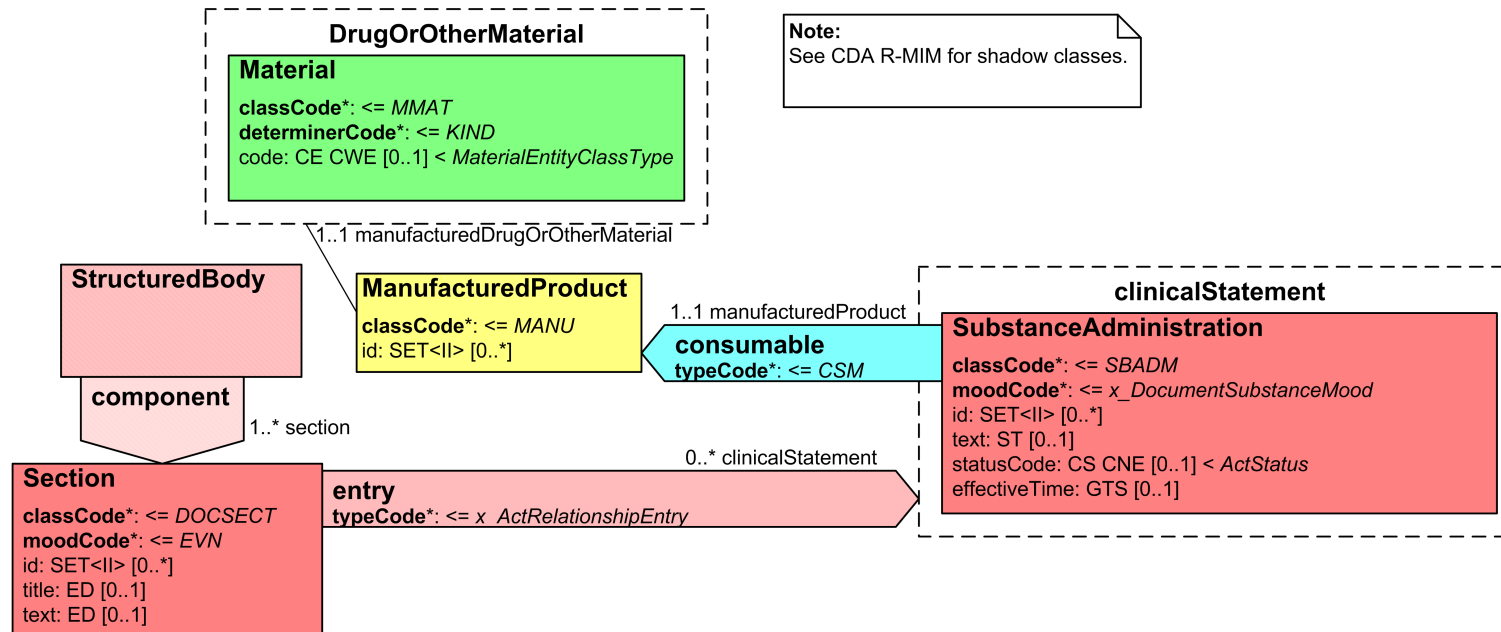 DrugOrOtherMaterial
Material
classCode*: <= MMAT
determinerCode*: <= KIND
code: CE CWE [0..1] < MaterialEntityClassType
Note:
See CDA R-MIM for shadow classes.
1..1 manufacturedDrugOrOtherMaterial
StructuredBody
ManufacturedProduct
classCode*: <= MANU
id: SET<II> [0..*]
1..1 manufacturedProduct
consumable
typeCode*: <= CSM
clinicalStatement
SubstanceAdministration
classCode*: <= SBADM
moodCode*: <= x_DocumentSubstanceMood
id: SET<II> [0..*]
text: ST [0..1]
statusCode: CS CNE [0..1] < ActStatus
effectiveTime: GTS [0..1]
component
1..* section
0..* clinicalStatement
Section
classCode*: <= DOCSECT
moodCode*: <= EVN
id: SET<II> [0..*]
title: ED [0..1]
text: ED [0..1]
entry
typeCode*: <= x_ActRelationshipEntry